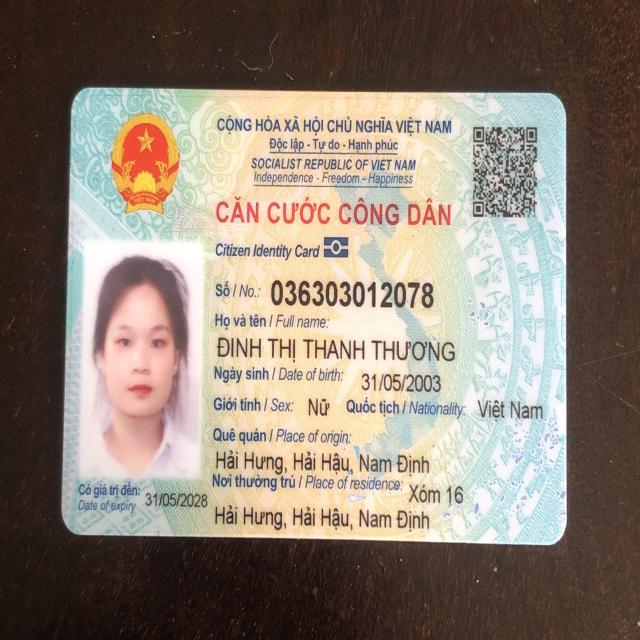 CỘNG HÒA XÃ HỘI CHỦ NGHĨA VIỆT NAM
Độc lập - Tự do - Hạnh phúc
SOCIALIST REPUBLIC OF VIET NAM
Independence - Freedom - Happiness
CĂN CƯỚC CÔNG DÂN
Citizen Identity Card
Số / No.: 036303012078
Họ và tên / Full name:
ĐINH THỊ THANH THƯƠNG
Ngày sinh / Date of birth: 31/05/2003
Giới tính / Sex: Nữ Quốc tịch / Nationality: Việt Nam
Quê quán / Place of origin:
Hải Hưng, Hải Hậu, Nam Định
Nơi thường trú / Place of residence: Xóm 16
Hải Hưng, Hải Hậu, Nam Định
Có giá trị đến: 31/05/2028
Date of expiry